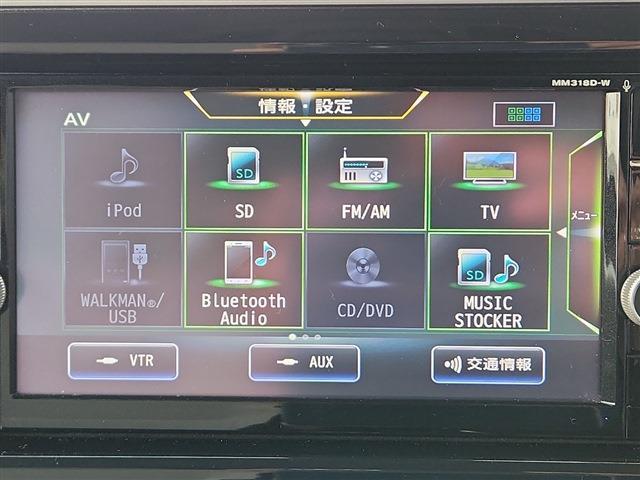 MM318D-W
情報・設定
AV
iPod
SD
FM/AM
TV
メニュー
WALKMAN®/
USB
SD
Bluetooth
Audio
CD/DVD
SD
MUSIC
STOCKER
VTR
AUX
交通情報